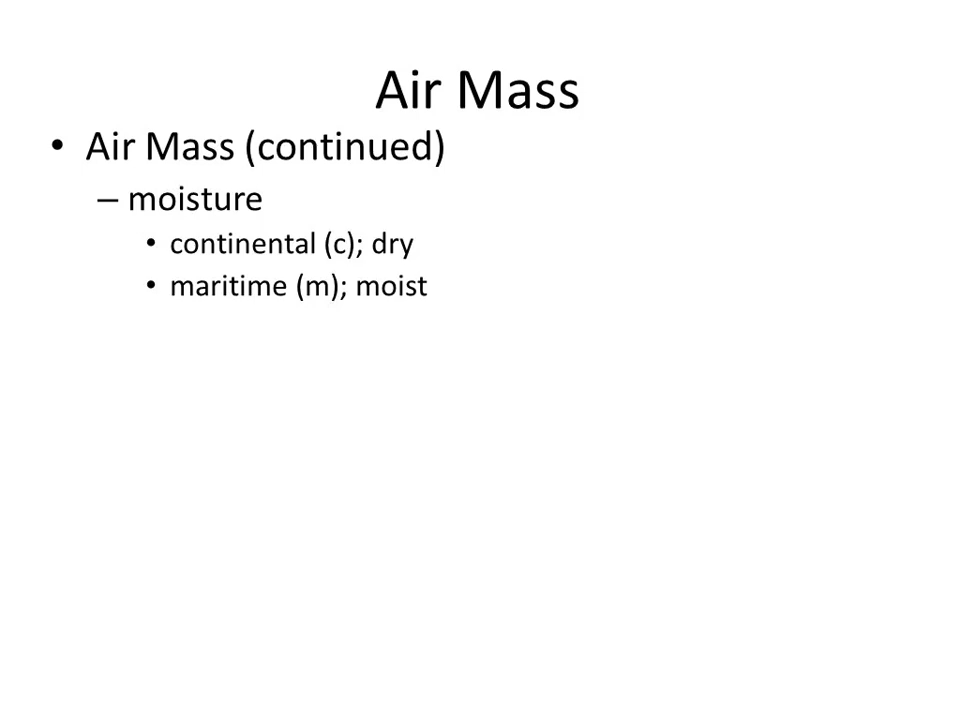 Air Mass
• Air Mass (continued)
– moisture
• continental (c); dry
• maritime (m); moist